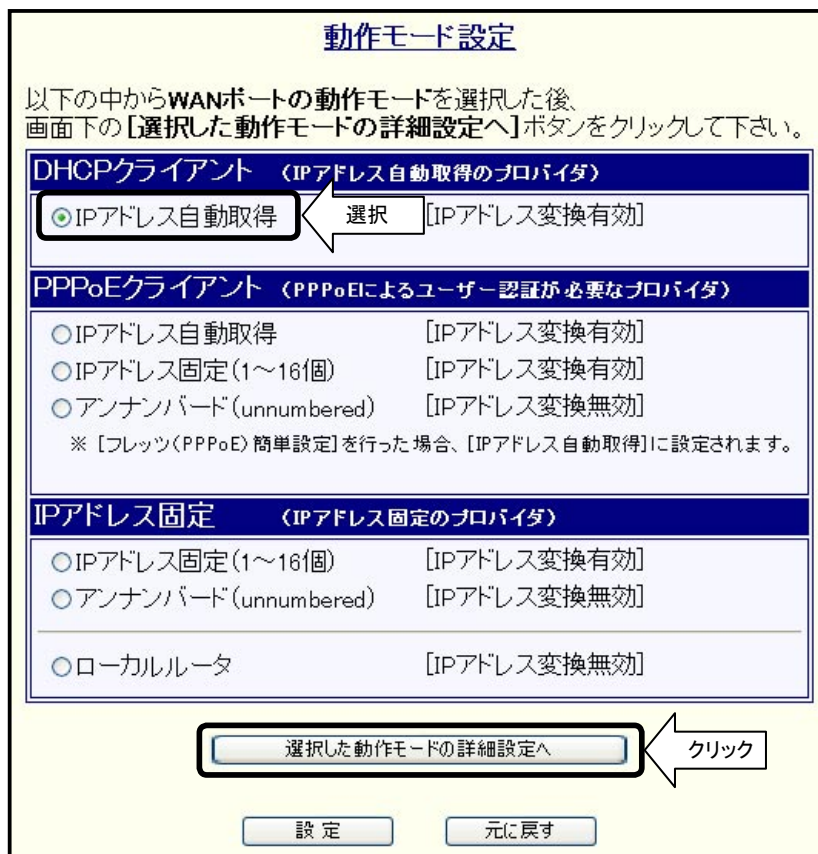 動作モード設定
以下の中からWANポートの動作モードを選択した後、
画面下の[選択した動作モードの詳細設定へ]ボタンをクリックして下さい。
DHCPクライアント (IPアドレス自動取得のプロバイダ)
IPアドレス自動取得 選択 [IPアドレス変換有効]
PPPoEクライアント (PPPoEによるユーザー認証が必要なプロバイダ)
IPアドレス自動取得 [IPアドレス変換有効]
IPアドレス固定(1～16個) [IPアドレス変換有効]
アンナンバード(unnumbered) [IPアドレス変換無効]
※ [フレッツ(PPPoE)簡単設定]を行った場合、[IPアドレス自動取得]に設定されます。
IPアドレス固定 (IPアドレス固定のプロバイダ)
IPアドレス固定(1～16個) [IPアドレス変換有効]
アンナンバード(unnumbered) [IPアドレス変換無効]
ローカルルータ [IPアドレス変換無効]
選択した動作モードの詳細設定へ クリック
設定 元に戻す